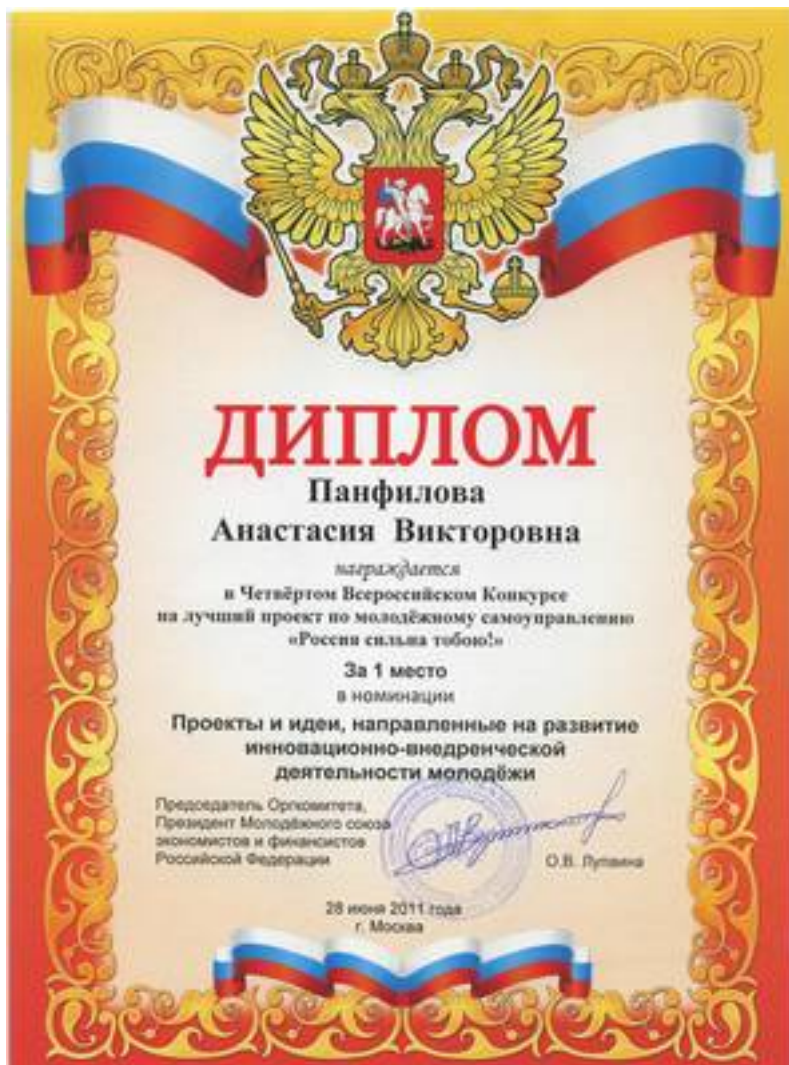 ДИПЛОМ
Панфилова
Анастасия Викторовна
награждается
в Четвёртом Всероссийском Конкурсе
на лучший проект по молодёжному самоуправлению
«Россия сильна тобою!»
За 1 место
в номинации
Проекты и идеи, направленные на развитие
инновационно-внедренческой
деятельности молодёжи
Председатель Оргкомитета,
Президент Молодёжного союза
экономистов и финансистов
Российской Федерации
О.В. Лупвина
28 июня 2011 года
г. Москва